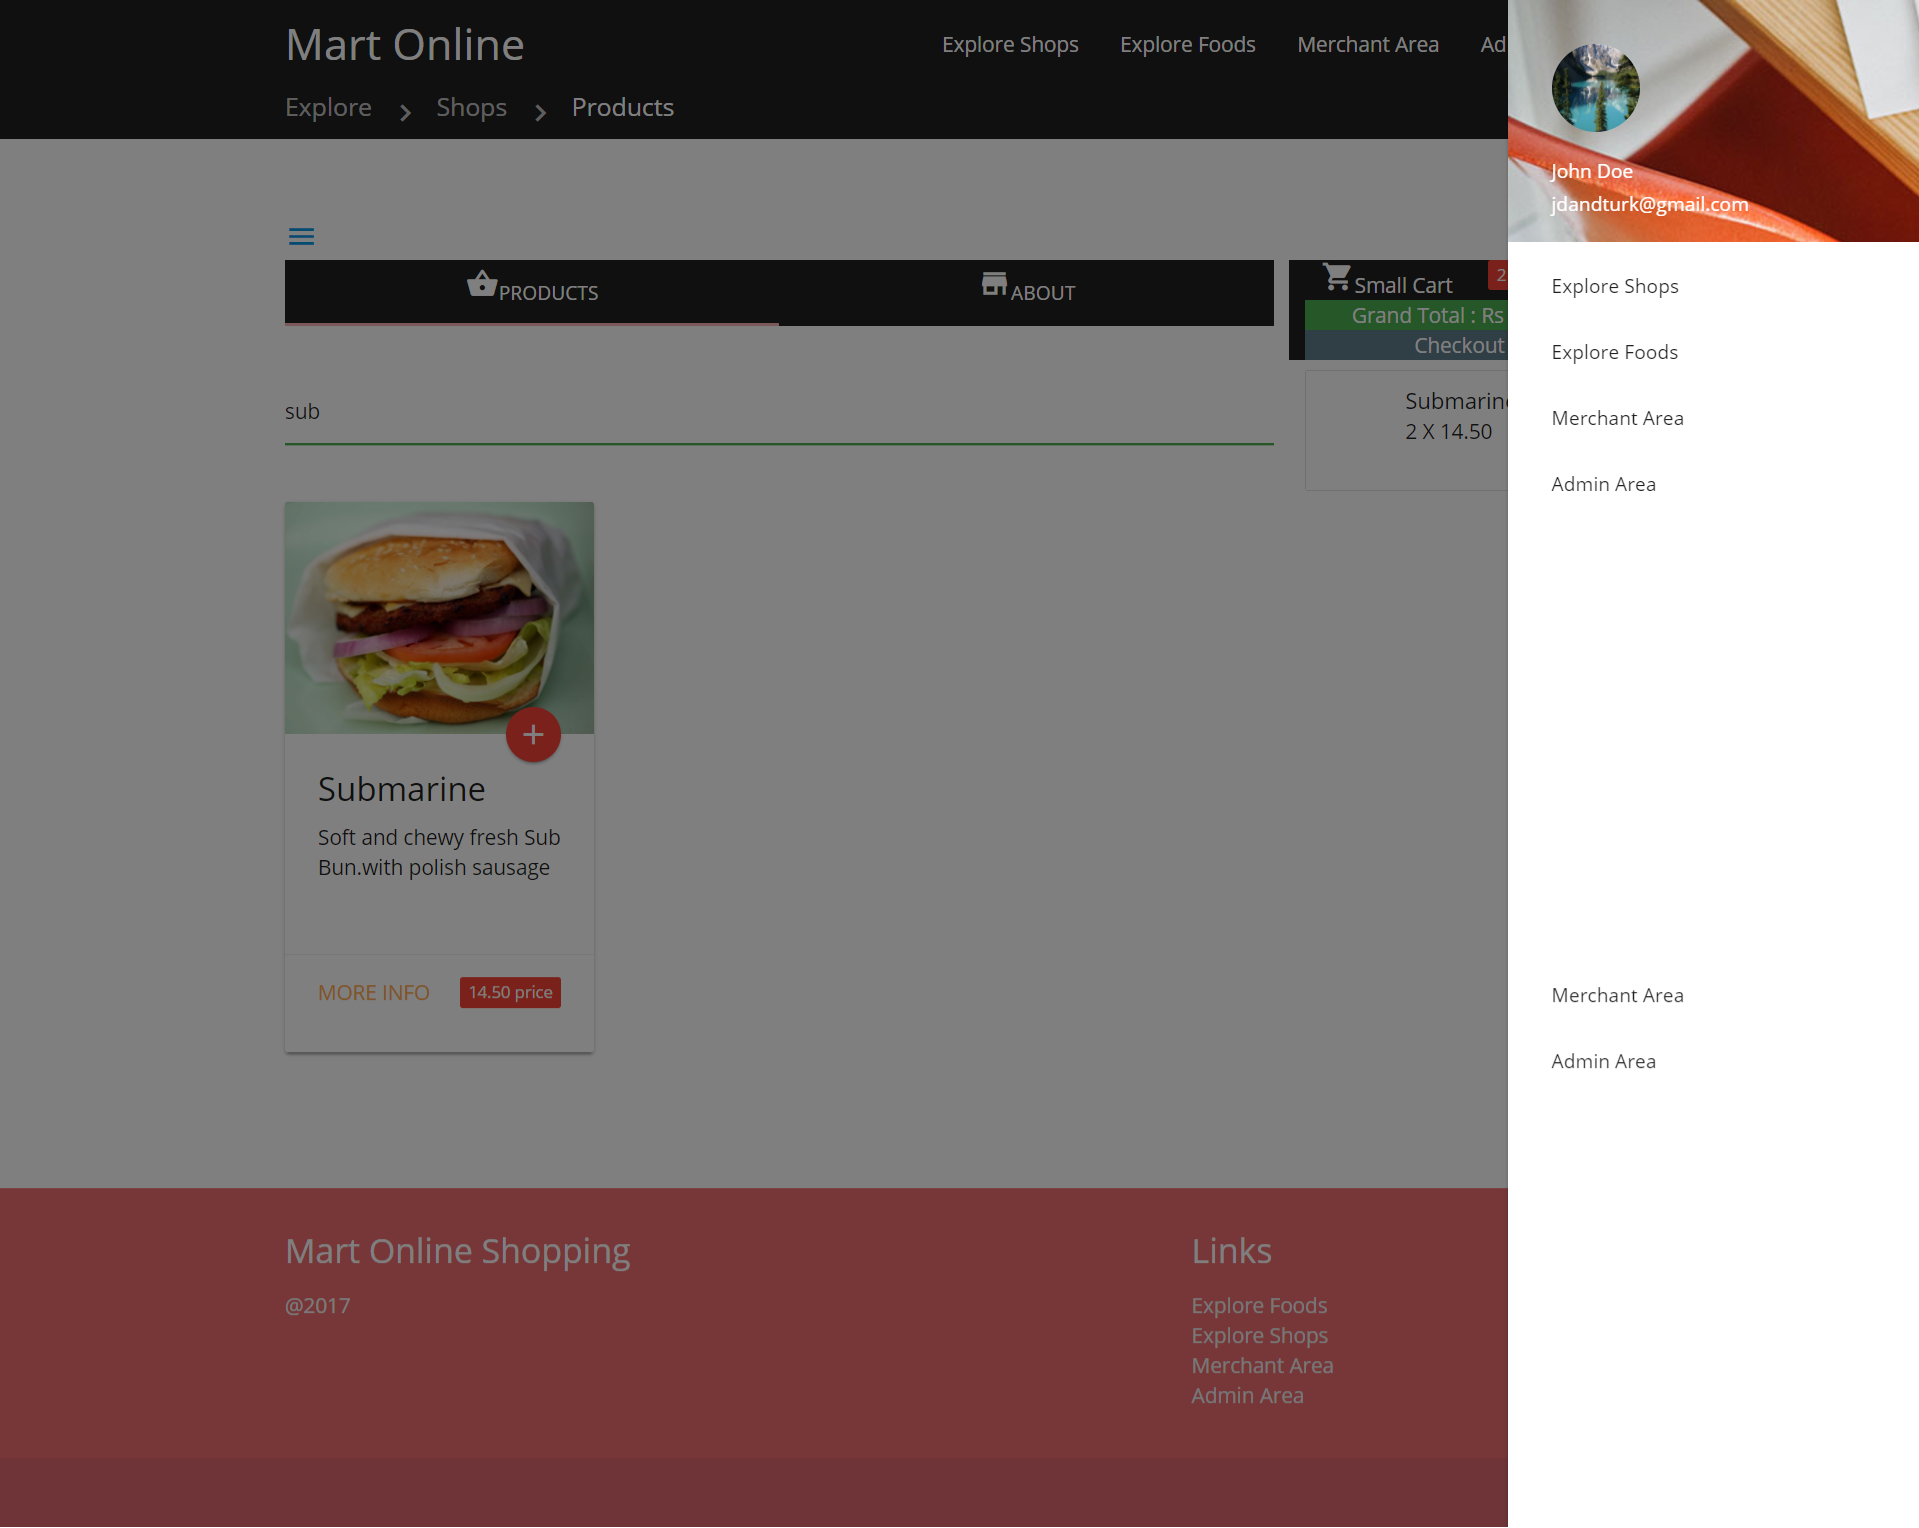 Mart Online
Explore Shops
Explore Foods
Merchant Area
Ad
Explore
Shops
Products
PRODUCTS
ABOUT
sub
Small Cart
2
Grand Total : Rs
Checkout
Submarine
2 X 14.50
Submarine
Soft and chewy fresh Sub
Bun.with polish sausage
MORE INFO
14.50 price
Mart Online Shopping
@2017
Links
Explore Foods
Explore Shops
Merchant Area
Admin Area
John Doe
jdandturk@gmail.com
Explore Shops
Explore Foods
Merchant Area
Admin Area
Merchant Area
Admin Area